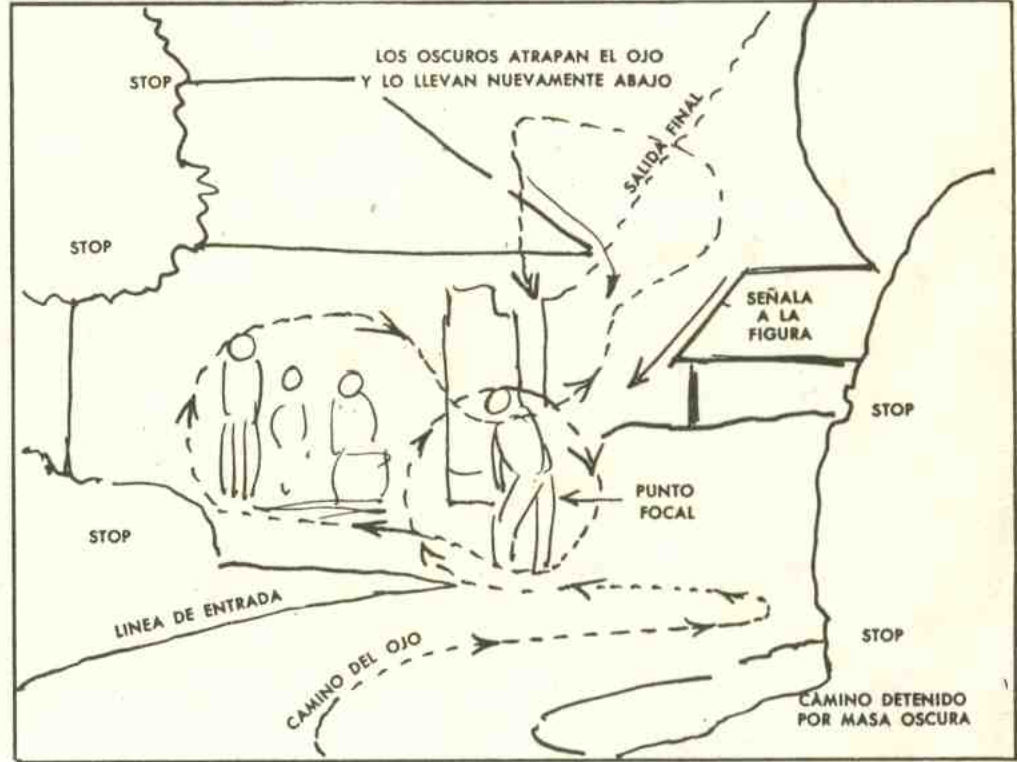 LOS OSCUROS ATRAPAN EL OJO
Y LO LLEVAN NUEVAMENTE ABAJO
STOP
SALIDA FINAL
STOP
SEÑALA
A LA
FIGURA
STOP
PUNTO
FOCAL
STOP
LINEA DE ENTRADA
CAMINO DEL OJO
STOP
CAMINO DETENIDO
POR MASA OSCURA